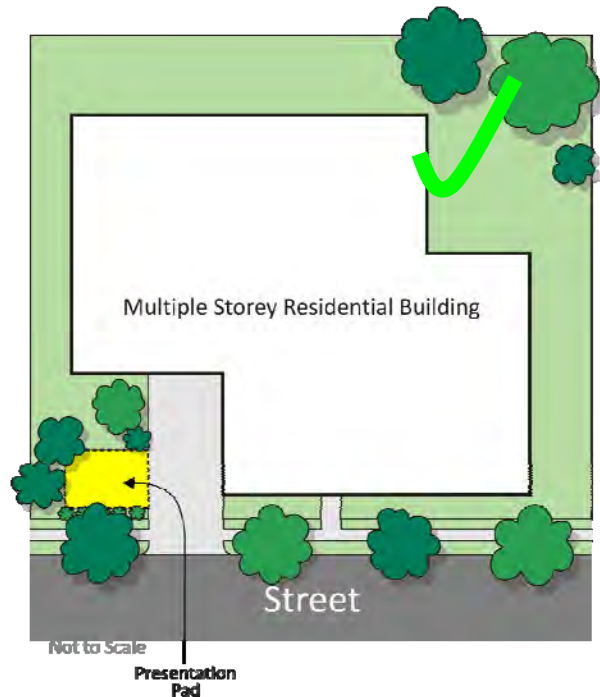 Multiple Storey Residential Building
Street
Not to Scale
Presentation
Pad